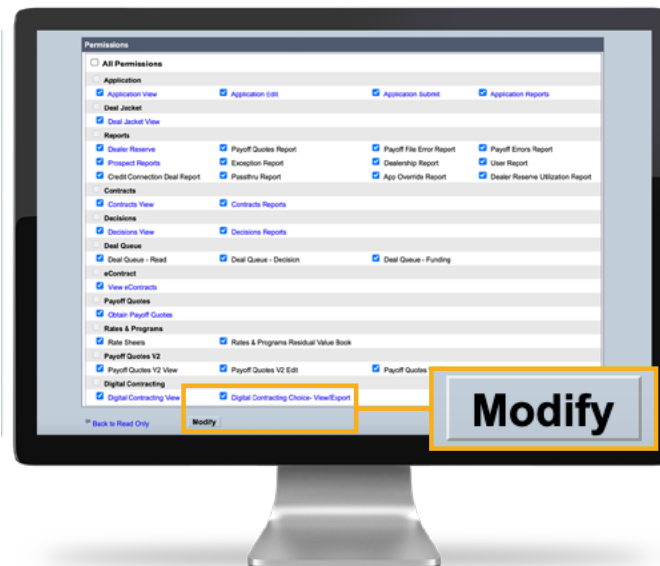 Permissions
All Permissions
Application
Application View Application Edit Application Submit Application Reports
Deal Jacket
Deal Jacket View
Reports
Dealer Reserve Payoff Quotes Report Payoff File Error Report Payoff Errors Report
Prospect Reports Exception Report Dealership Report User Report
Credit Connection Deal Report Passthru Report App Override Report Dealer Reserve Utilization Report
Contracts
Contracts View Contracts Reports
Decisions
Decisions View Decisions Reports
Deal Queue
Deal Queue - Read Deal Queue - Decision Deal Queue - Funding
eContract
View eContracts
Payoff Quotes
Obtain Payoff Quotes
Rates & Programs
Rate Sheets Rates & Programs Residual Value Book
Payoff Quotes V2
Payoff Quotes V2 View Payoff Quotes V2 Edit Payoff Quotes
Digital Contracting
Digital Contracting View Digital Contracting Choice- View/Export
Back to Read Only Modify
Modify